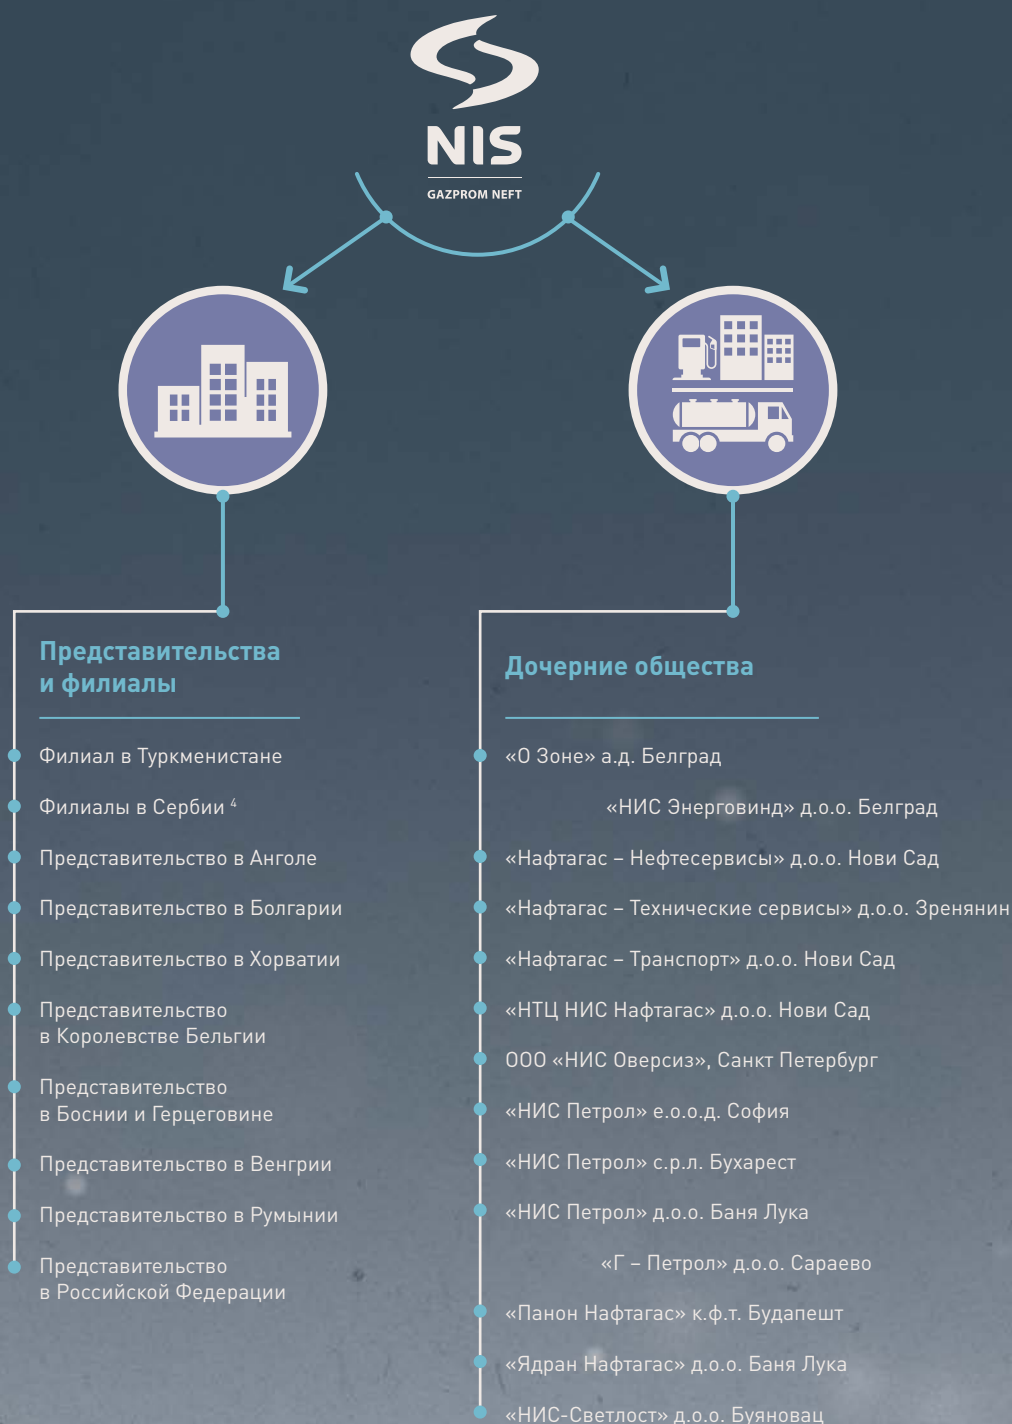 NIS
GAZPROM NEFT
Представительства
и филиалы
Филиал в Туркменистане
Филиалы в Сербии ⁴
Представительство в Анголе
Представительство в Болгарии
Представительство в Хорватии
Представительство
в Королевстве Бельгии
Представительство
в Боснии и Герцеговине
Представительство в Венгрии
Представительство в Румынии
Представительство
в Российской Федерации
Дочерние общества
«О Зоне» а.д. Белград
«НИС Энерговинд» д.о.о. Белград
«Нафтагас – Нефтесервисы» д.о.о. Нови Сад
«Нафтагас – Технические сервисы» д.о.о. Зренянин
«Нафтагас – Транспорт» д.о.о. Нови Сад
«НТЦ НИС Нафтагас» д.о.о. Нови Сад
ООО «НИС Оверсиз», Санкт Петербург
«НИС Петрол» е.о.о.д. София
«НИС Петрол» с.р.л. Бухарест
«НИС Петрол» д.о.о. Баня Лука
«Г – Петрол» д.о.о. Сараево
«Панон Нафтагас» к.ф.т. Будапешт
«Ядран Нафтагас» д.о.о. Баня Лука
«НИС-Светлост» д.о.о. Буяновац